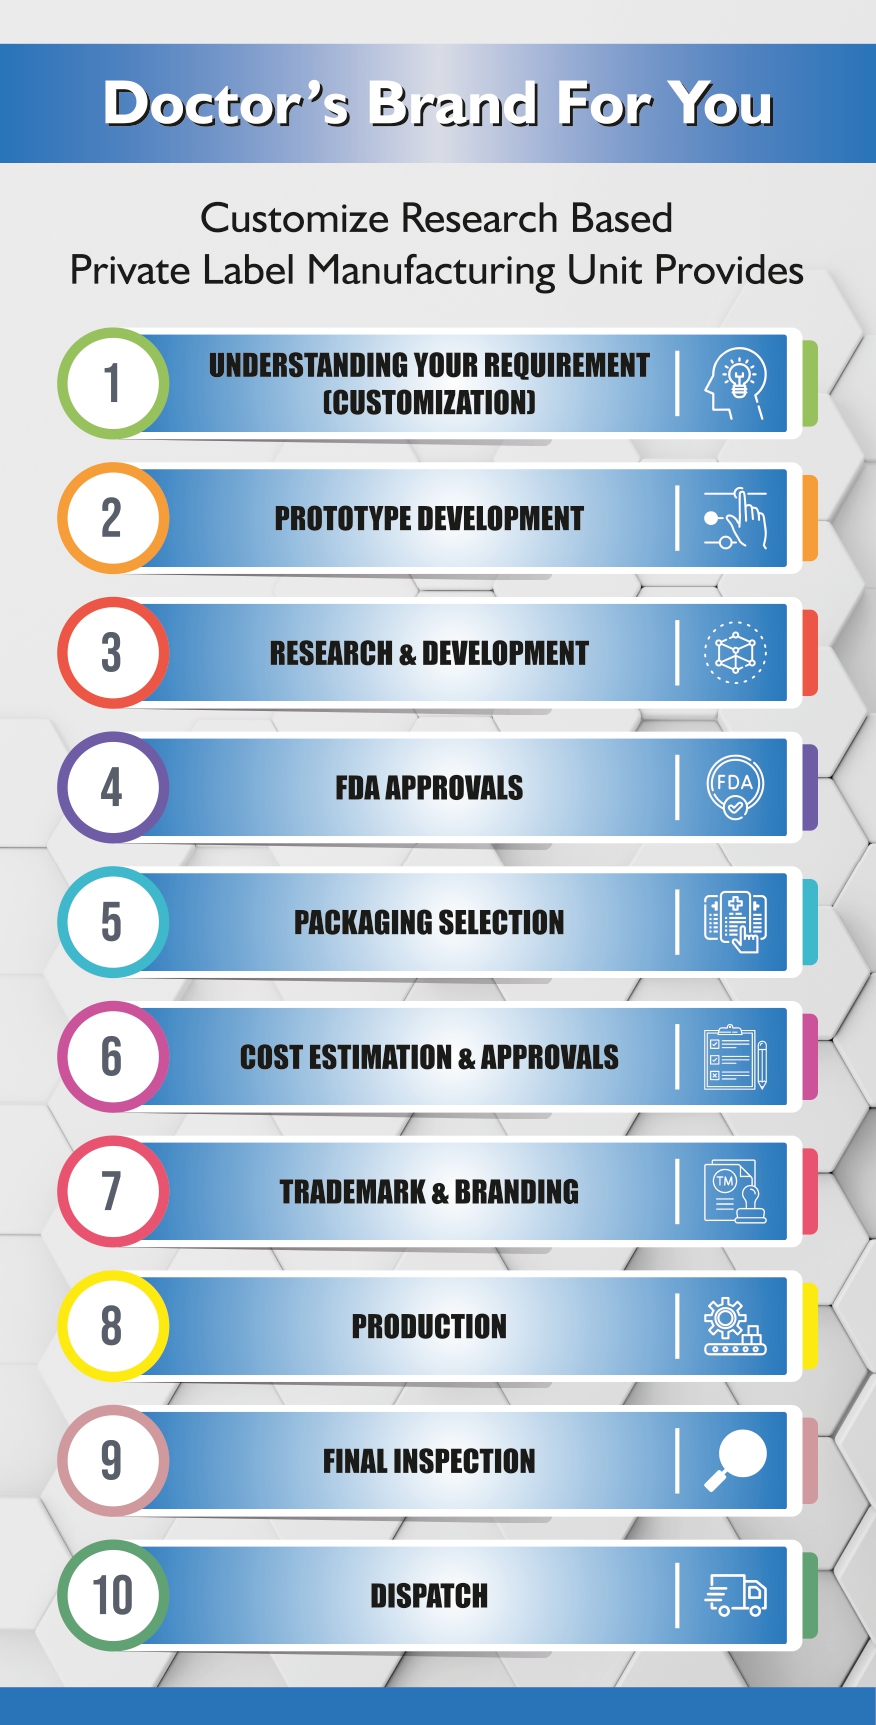 Doctor's Brand For You
Customize Research Based
Private Label Manufacturing Unit Provides
1
UNDERSTANDING YOUR REQUIREMENT
(CUSTOMIZATION)
2
PROTOTYPE DEVELOPMENT
3
RESEARCH & DEVELOPMENT
4
FDA APPROVALS
FDA
5
PACKAGING SELECTION
6
COST ESTIMATION & APPROVALS
7
TRADEMARK & BRANDING
TM
8
PRODUCTION
9
FINAL INSPECTION
10
DISPATCH